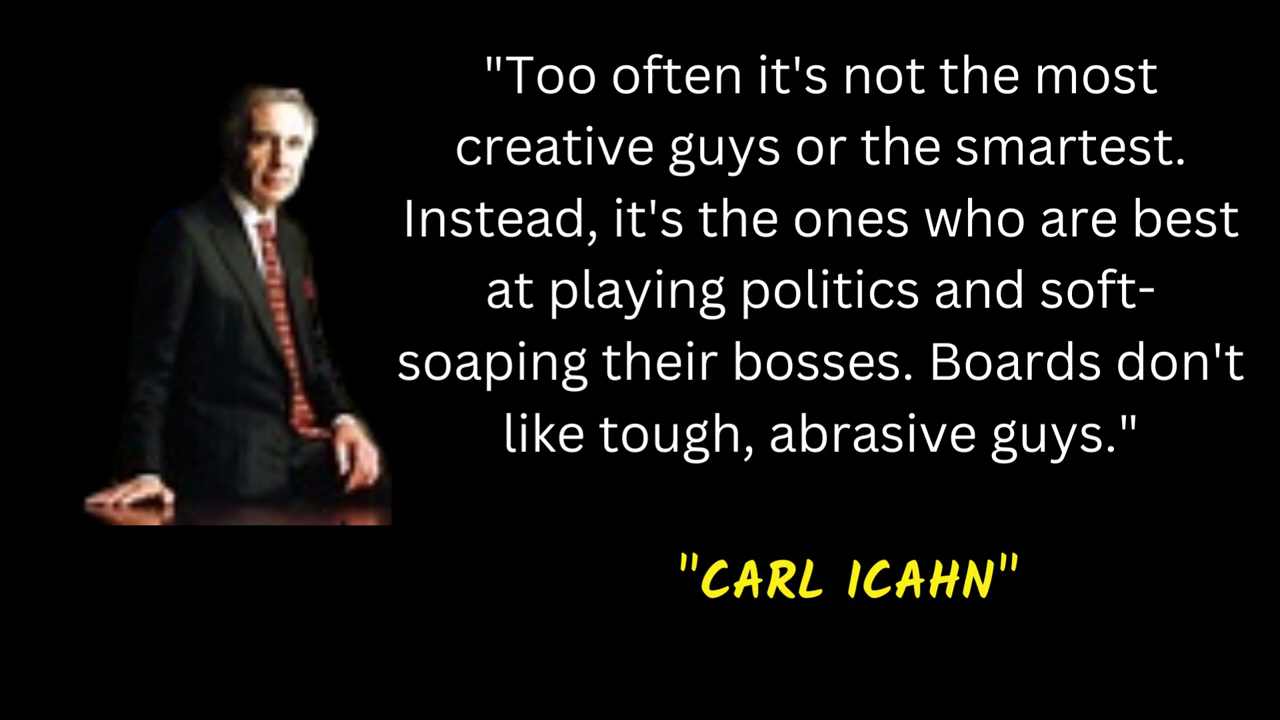 "Too often it's not the most
creative guys or the smartest.
Instead, it's the ones who are best
at playing politics and soft-
soaping their bosses. Boards don't
like tough, abrasive guys."
"CARL ICAHN"